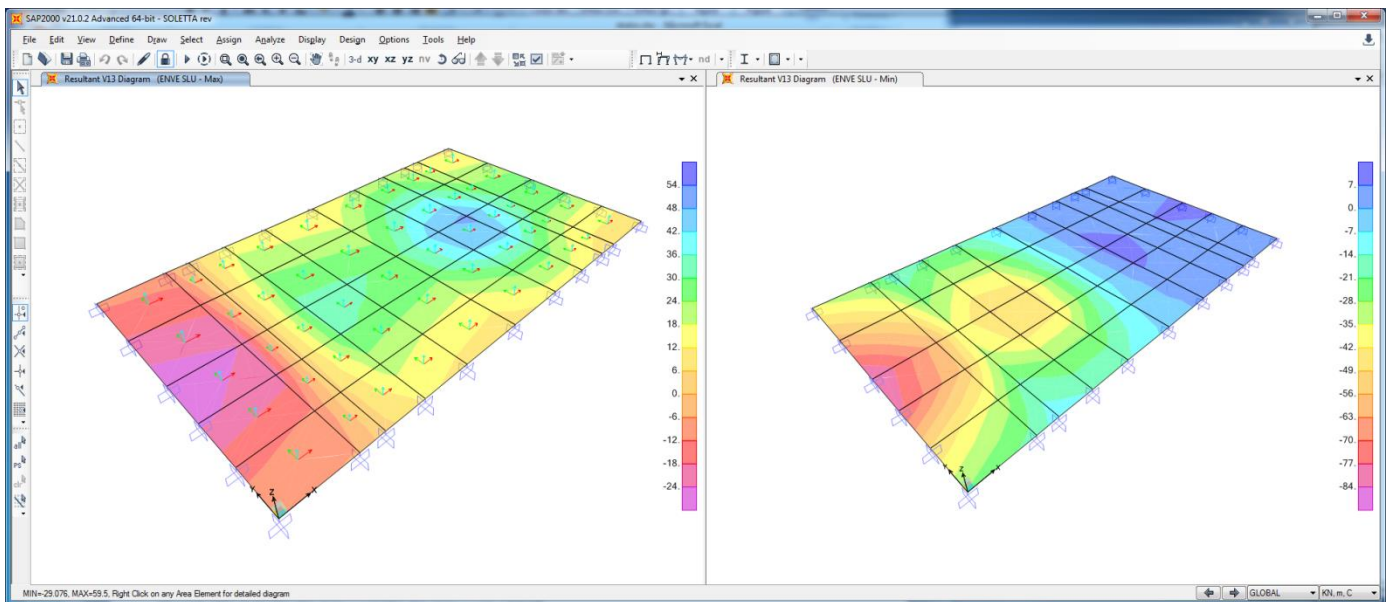 SAP2000 v21.0.2 Advanced 64-bit - SOLETTA rev
File Edit View Define Draw Select Assign Analyze Display Design Options Tools Help
3-d xy xz yz nv
nd
Resultant V13 Diagram (ENVE SLU - Max)
Resultant V13 Diagram (ENVE SLU - Min)
54.
48.
42.
36.
30.
24.
18.
12.
6.
0.
-6.
-12.
-18.
-24.
7.
0.
-7.
-14.
-21.
-28.
-35.
-42.
-49.
-56.
-63.
-70.
-77.
-84.
Y Z X
Y Z X
all
PS
clr
MIN=-29.076, MAX=59.5, Right Click on any Area Element for detailed diagram
GLOBAL
KN, m, C